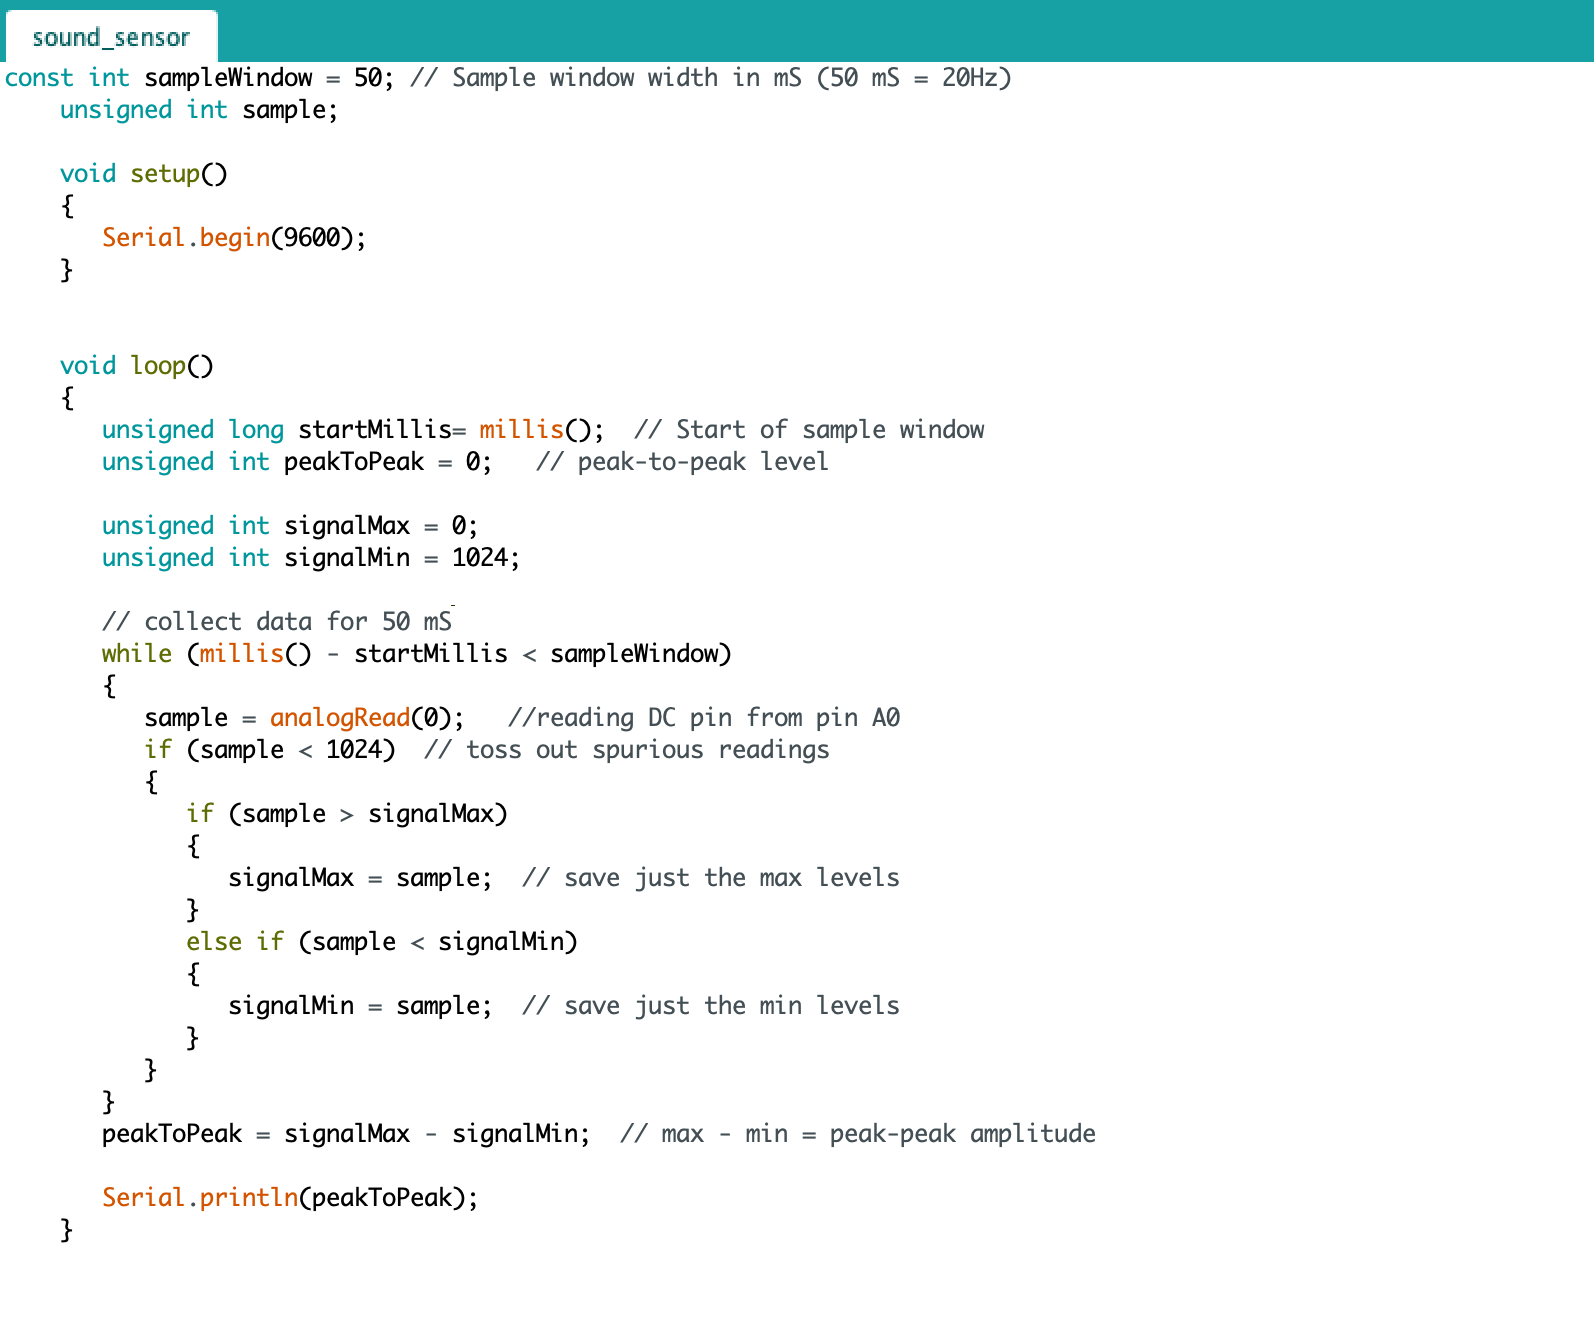 sound_sensor
const int sampleWindow = 50; // Sample window width in mS (50 mS = 20Hz)
unsigned int sample;
void setup()
{
Serial.begin(9600);
}
void loop()
{
unsigned long startMillis= millis();  // Start of sample window
unsigned int peakToPeak = 0;   // peak-to-peak level
unsigned int signalMax = 0;
unsigned int signalMin = 1024;
// collect data for 50 mS
while (millis() - startMillis < sampleWindow)
{
sample = analogRead(0);   //reading DC pin from pin A0
if (sample < 1024)  // toss out spurious readings
{
if (sample > signalMax)
{
signalMax = sample;  // save just the max levels
}
else if (sample < signalMin)
{
signalMin = sample;  // save just the min levels
}
}
}
peakToPeak = signalMax - signalMin;  // max - min = peak-peak amplitude
Serial.println(peakToPeak);
}